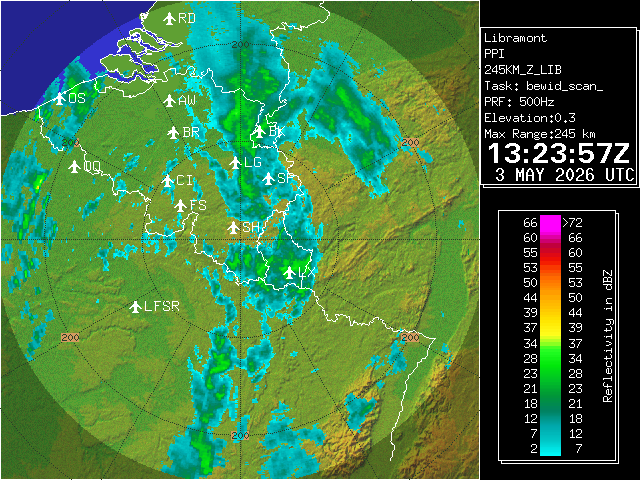 Libramont
PPI
245KM_Z_LIB
Task: bewid_scan_
PRF: 500Hz
Elevation:0.3
Max Range:245 km
13:23:57Z
3 MAY 2026 UTC
RD
200
OS
AW
BR
200
200
QQ
LG
CI
SP
FS
SH
LFSR
200
200
200
66 >72
60 66
55 60
53 55
50 53
44 50
39 44
37 39
34 37
28 34
23 28
21 23
18 21
12 18
7 12
2 7
Reflectivity in dBZ